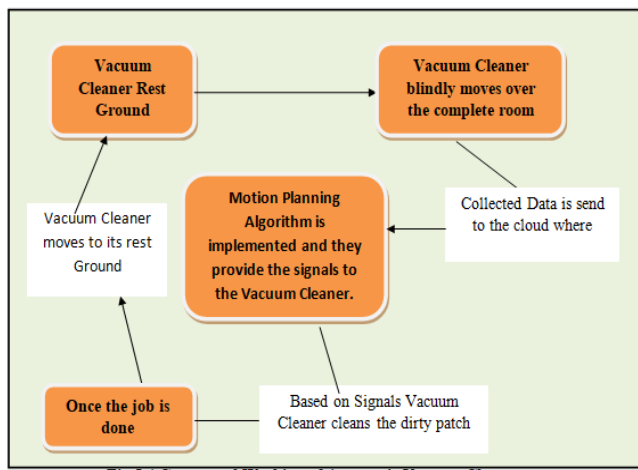 Vacuum
Cleaner Rest
Ground
Vacuum Cleaner
blindly moves over
the complete room
Collected Data is send
to the cloud where
Motion Planning
Algorithm is
implemented and they
provide the signals to
the Vacuum Cleaner.
Vacuum Cleaner
moves to its rest
Ground
Based on Signals Vacuum
Cleaner cleans the dirty patch
Once the job is
done